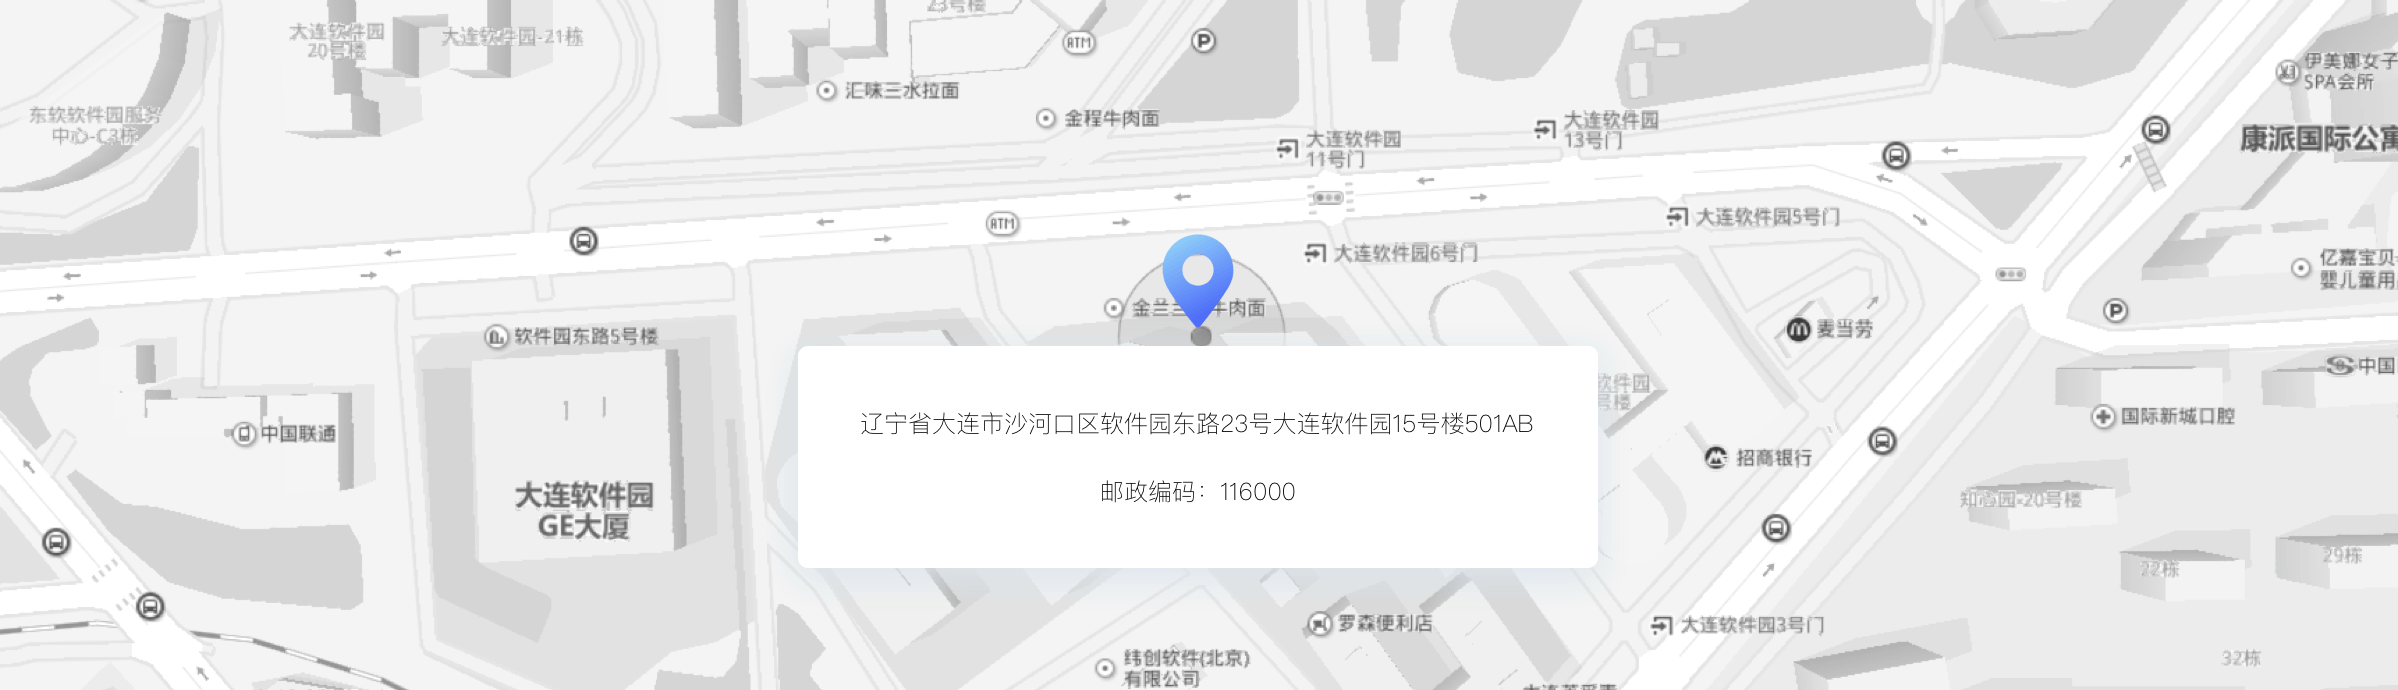 23号楼
大连软件园
20号楼
大连软件园-21栋
ATM
P
汇味三水拉面
金程牛肉面
东软软件园服务
中心-C3栋
大连软件园
11号门
大连软件园
13号门
伊美娜女子
SPA会所
康派国际公寓
ATM
大连软件园5号门
大连软件园6号门
亿嘉宝贝
婴儿童用
金兰三
牛肉面
P
软件园东路5号楼
麦当劳
中国
软件园
号楼
辽宁省大连市沙河口区软件园东路23号大连软件园15号楼501AB
中国联通
国际新城口腔
招商银行
邮政编码：116000
大连软件园
GE大厦
知音园-20号楼
22栋
29栋
罗森便利店
大连软件园3号门
纬创软件(北京)
有限公司
32栋